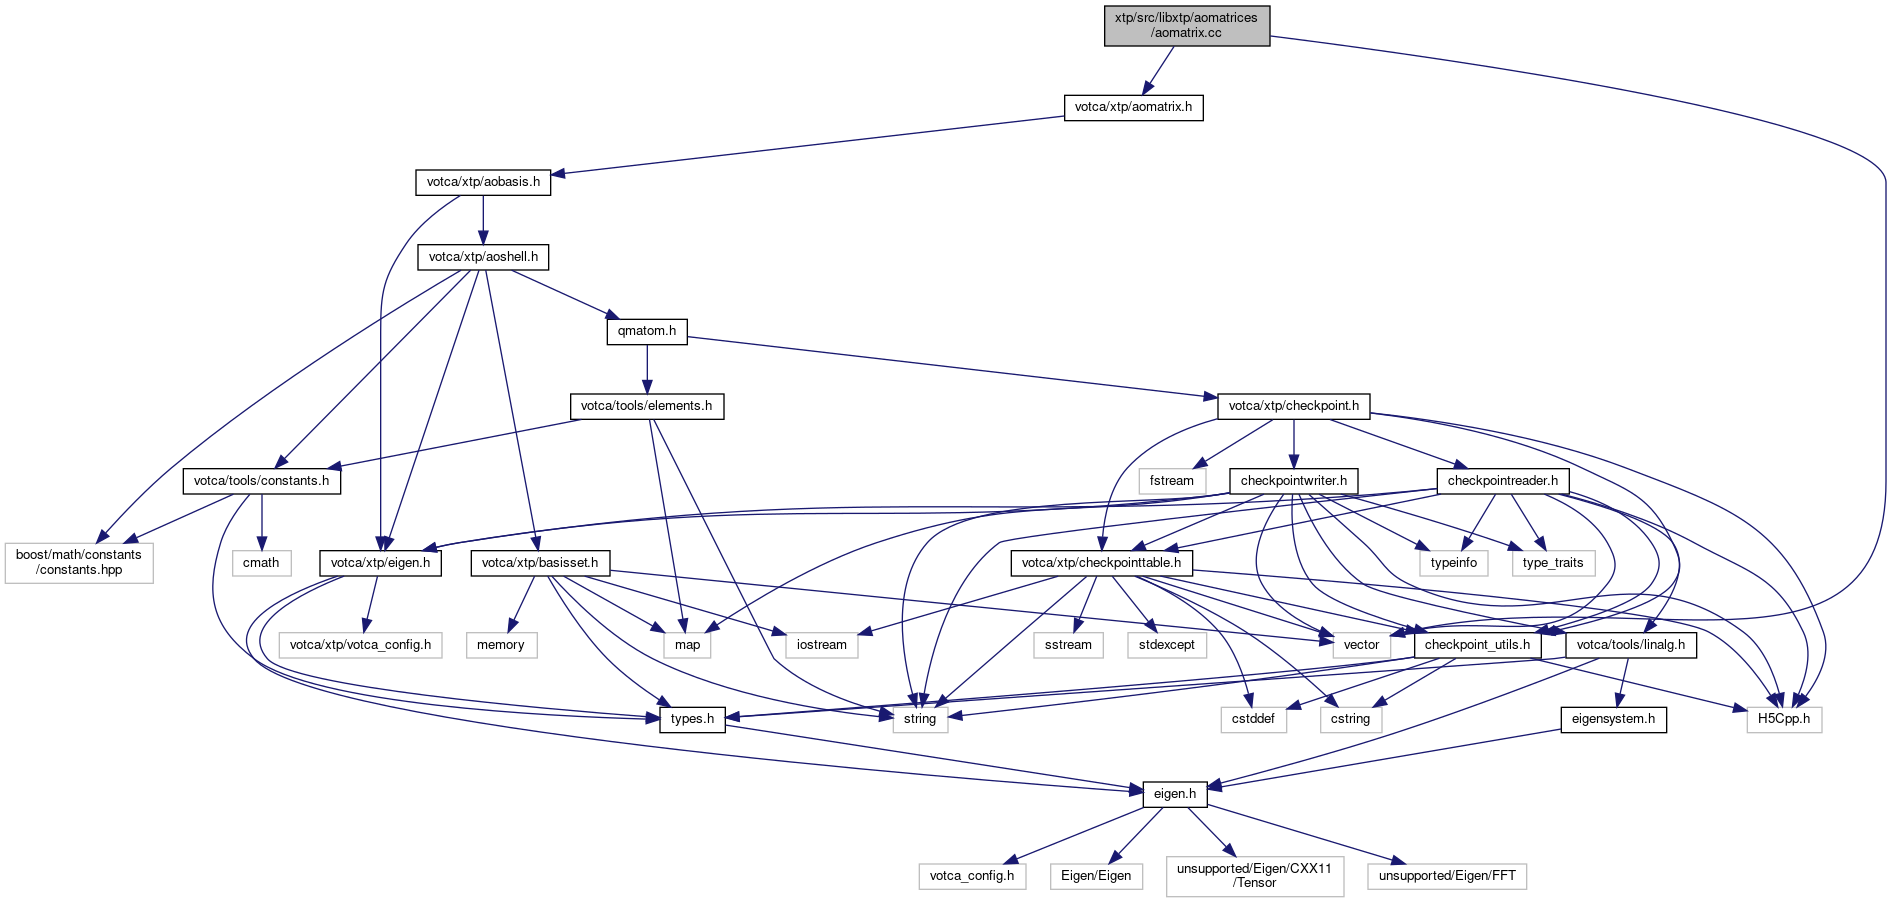 xtp/src/libxtp/aomatrices
/aomatrix.cc
votca/xtp/aomatrix.h
votca/xtp/aobasis.h
votca/xtp/aoshell.h
qmatom.h
votca/tools/elements.h
votca/xtp/checkpoint.h
votca/tools/constants.h
fstream
checkpointwriter.h
checkpointreader.h
boost/math/constants
/constants.hpp
cmath
votca/xtp/eigen.h
votca/xtp/basisset.h
votca/xtp/checkpointtable.h
typeinfo
type_traits
votca/xtp/votca_config.h
memory
map
iostream
sstream
stdexcept
vector
checkpoint_utils.h
votca/tools/linalg.h
types.h
string
cstddef
cstring
eigensystem.h
H5Cpp.h
eigen.h
votca_config.h
Eigen/Eigen
unsupported/Eigen/CXX11
/Tensor
unsupported/Eigen/FFT